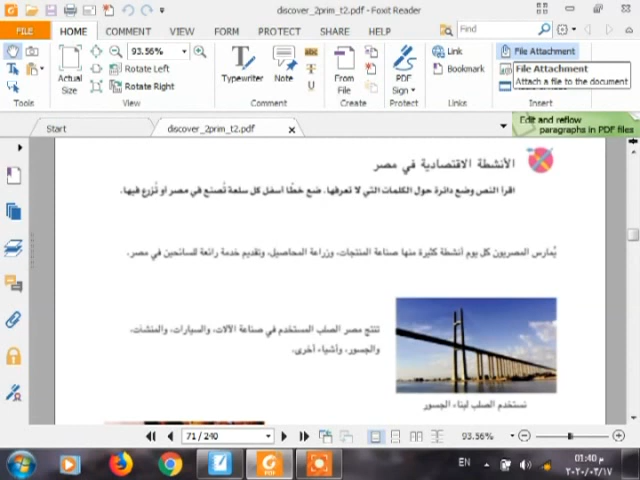 discover_2prim_t2.pdf - Foxit Reader
FILE
HOME
COMMENT
VIEW
FORM
PROTECT
SHARE
HELP
Find
93.56%
Actual Size
Rotate Left
Rotate Right
Typewriter
Note
From File
PDF Sign
Link
Bookmark
File Attachment
File Attachment
Attach a file to the document
Tools
View
Comment
Create
Protect
Links
Insert
Start
discover_2prim_t2.pdf
Edit and reflow
paragraphs in PDF files
الأنشطة الاقتصادية في مصر
اقرأ النص وضع دائرة حول الكلمات التي لا تعرفها. ضع خطًا أسفل كل سلعة تُصنع في مصر أو تُزرع فيها.
يُمارس المصريون كل يوم أنشطة كثيرة منها صناعة المنتجات، وزراعة المحاصيل، وتقديم خدمة رائعة للسائحين في مصر.
تنتج مصر الصلب المستخدم في صناعة الآلات، والسيارات، والمنشآت،
والجسور، وأشياء أخرى.
نستخدم الصلب لبناء الجسور
71 / 240
93.56%
EN
01:40 م
٢٠٢٠/٠٣/١٧